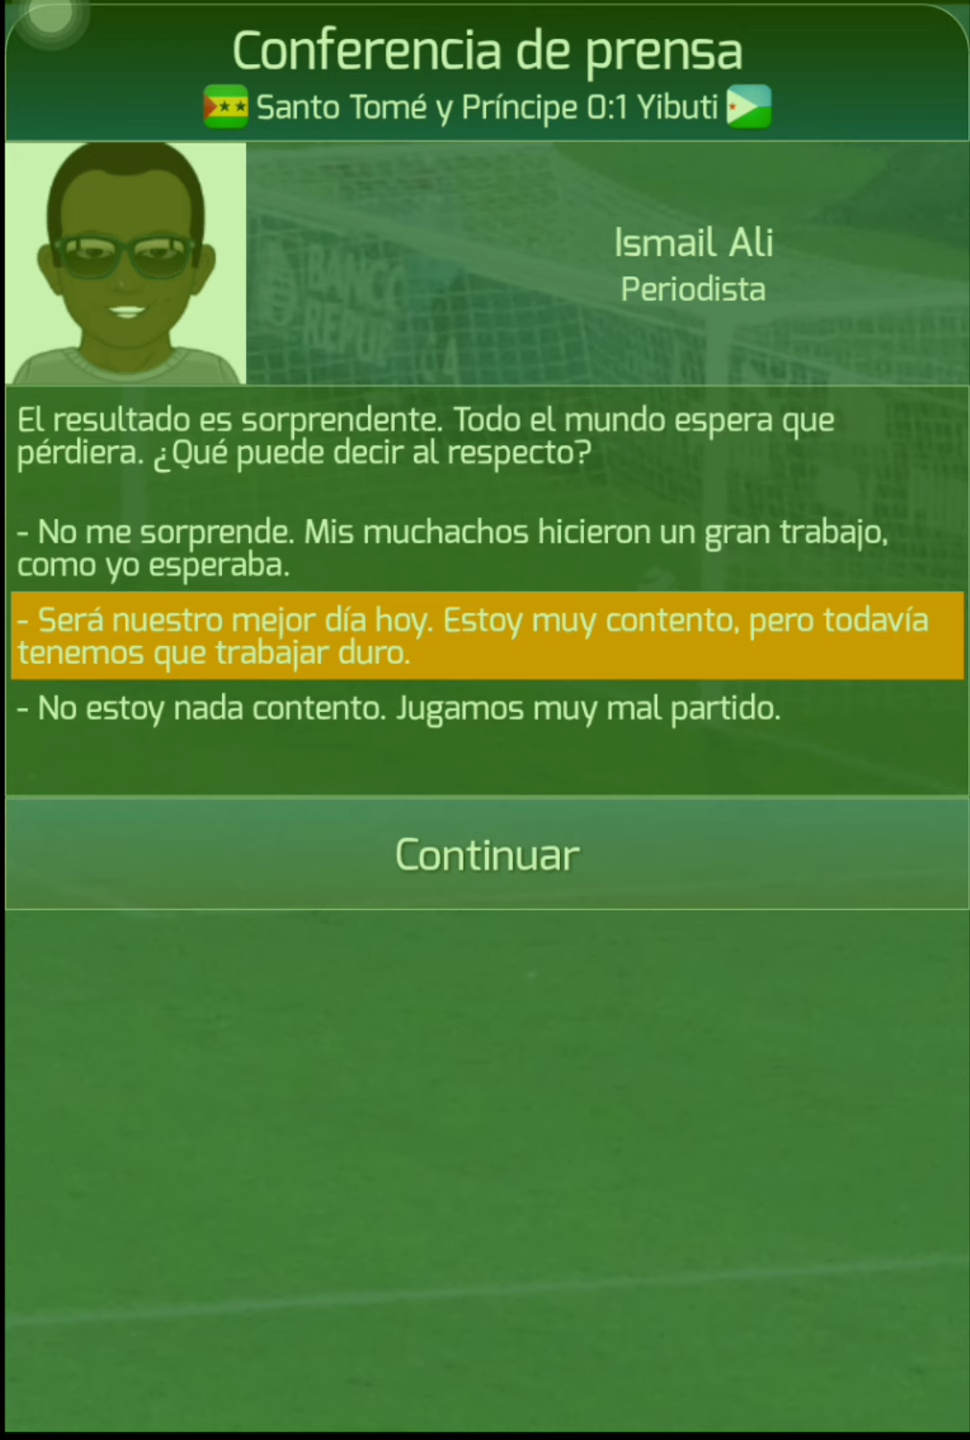 Conferencia de prensa
Santo Tomé y Príncipe 0:1 Yibuti
BANCO
REPUB
Ismail Ali
Periodista
El resultado es sorprendente. Todo el mundo espera que
pérdiera. ¿Qué puede decir al respecto?
- No me sorprende. Mis muchachos hicieron un gran trabajo,
como yo esperaba.
- Será nuestro mejor día hoy. Estoy muy contento, pero todavía
tenemos que trabajar duro.
- No estoy nada contento. Jugamos muy mal partido.
Continuar